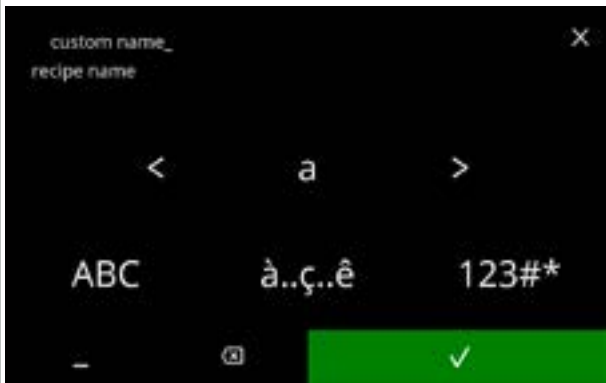 custom name_
recipe name
< a >
ABC à..ç..ê 123#*
_